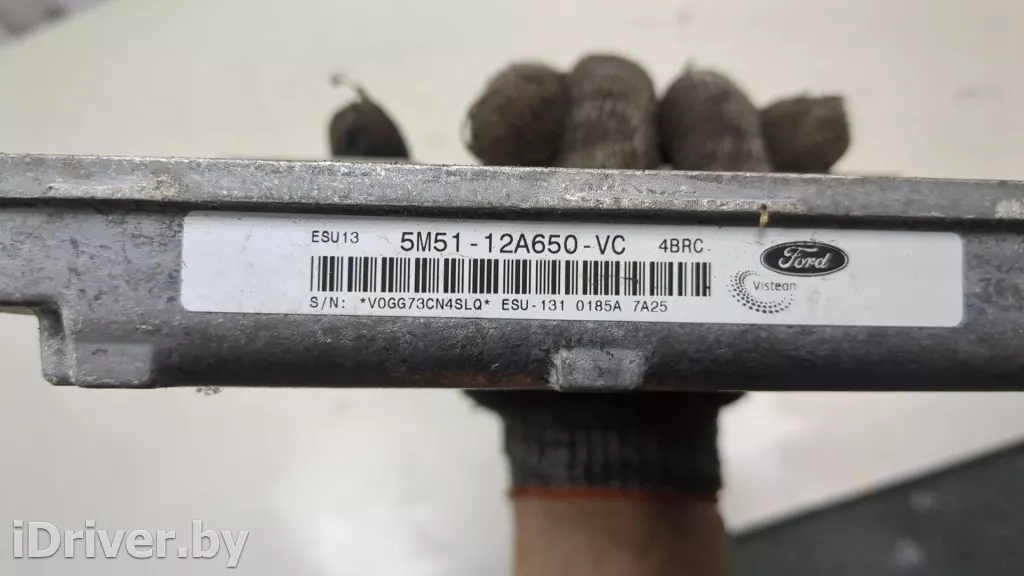 ESU13 5M51-12A650-VC 4BRC
Ford
Visteon
S/N: *V0GG73CN4SLQ* ESU-131 0185A 7A25
iDriver.by